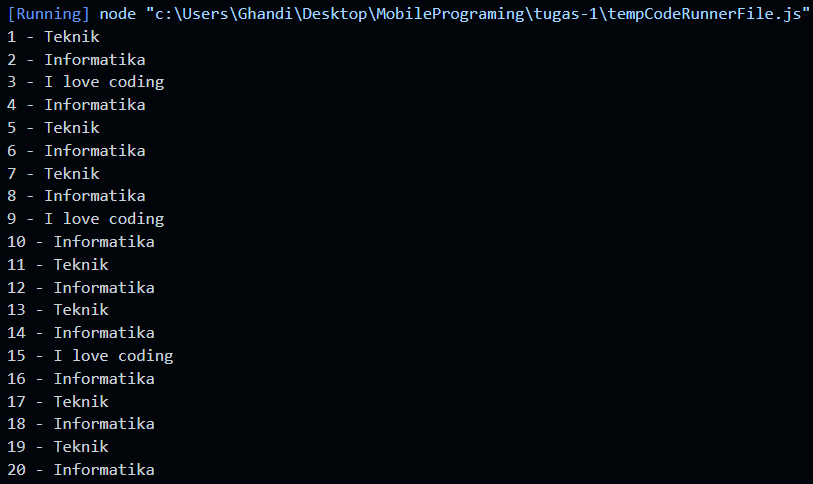 [Running] node "c:\Users\Ghandi\Desktop\MobilePrograming\tugas-1\tempCodeRunnerFile.js"
1 - Teknik
2 - Informatika
3 - I love coding
4 - Informatika
5 - Teknik
6 - Informatika
7 - Teknik
8 - Informatika
9 - I love coding
10 - Informatika
11 - Teknik
12 - Informatika
13 - Teknik
14 - Informatika
15 - I love coding
16 - Informatika
17 - Teknik
18 - Informatika
19 - Teknik
20 - Informatika